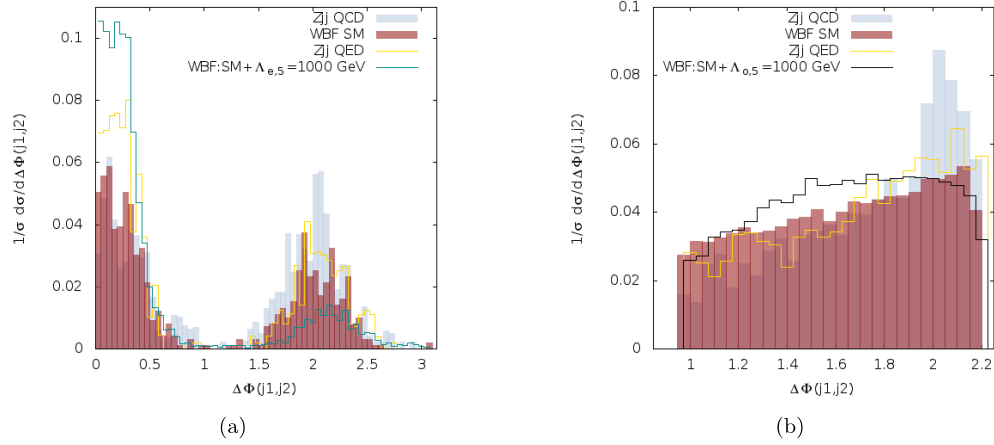 Zjj QCD
WBF SM
Zjj QED
WBF:SM+Λe,5=1000 GeV
1/σ dσ/dΔΦ(j1,j2)
0.1
0.08
0.06
0.04
0.02
0
0 0.5 1 1.5 2 2.5 3
ΔΦ(j1,j2)
(a)
Zjj QCD
WBF SM
Zjj QED
WBF:SM+Λo,5=1000 GeV
1/σ dσ/dΔΦ(j1,j2)
0.1
0.08
0.06
0.04
0.02
0
1 1.2 1.4 1.6 1.8 2 2.2
ΔΦ(j1,j2)
(b)